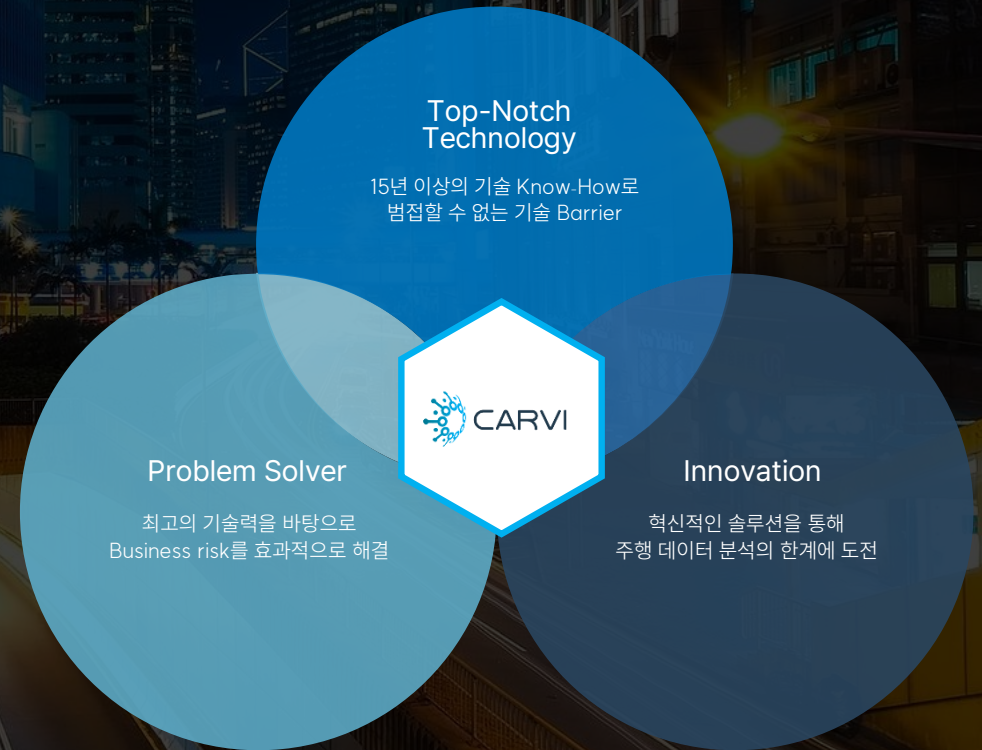 Top-Notch
Technology
15년 이상의 기술 Know-How로
범접할 수 없는 기술 Barrier
CARVI
Problem Solver
최고의 기술력을 바탕으로
Business risk를 효과적으로 해결
Innovation
혁신적인 솔루션을 통해
주행 데이터 분석의 한계에 도전